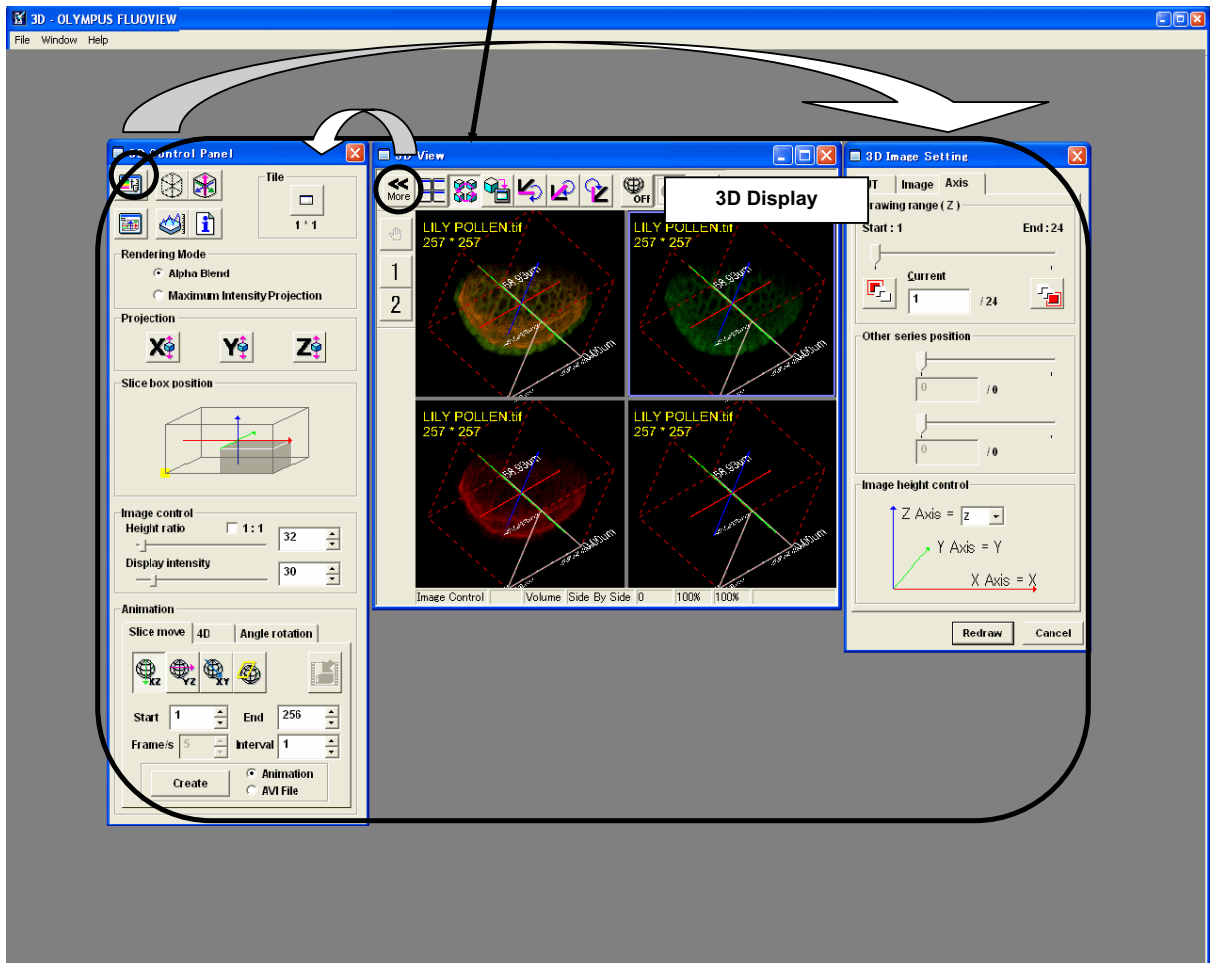 3D - OLYMPUS FLUOVIEW
File Window Help
3D Control Panel
Tile
1 * 1
Rendering Mode
Alpha Blend
Maximum Intensity Projection
Projection
X
Y
Z
Slice box position
Image control
Height ratio
1 : 1
32
Display intensity
30
Animation
Slice move
4D
Angle rotation
XZ
YZ
XY
Start 1
End 256
Frame/s 5
Interval 1
Create
Animation
AVI File
3D View
<<
More
OFF
3D Display
1
2
LILY POLLEN.tif
257 * 257
LILY POLLEN.tif
257 * 257
LILY POLLEN.tif
257 * 257
LILY POLLEN.tif
257 * 257
Image Control
Volume
Side By Side
0
100%
100%
3D Image Setting
Image
Axis
Drawing range ( Z )
Start : 1
End : 24
Current
1
/ 24
Other series position
0
/ 0
0
/ 0
Image height control
Z Axis = Z
Y Axis = Y
X Axis = X
Redraw
Cancel